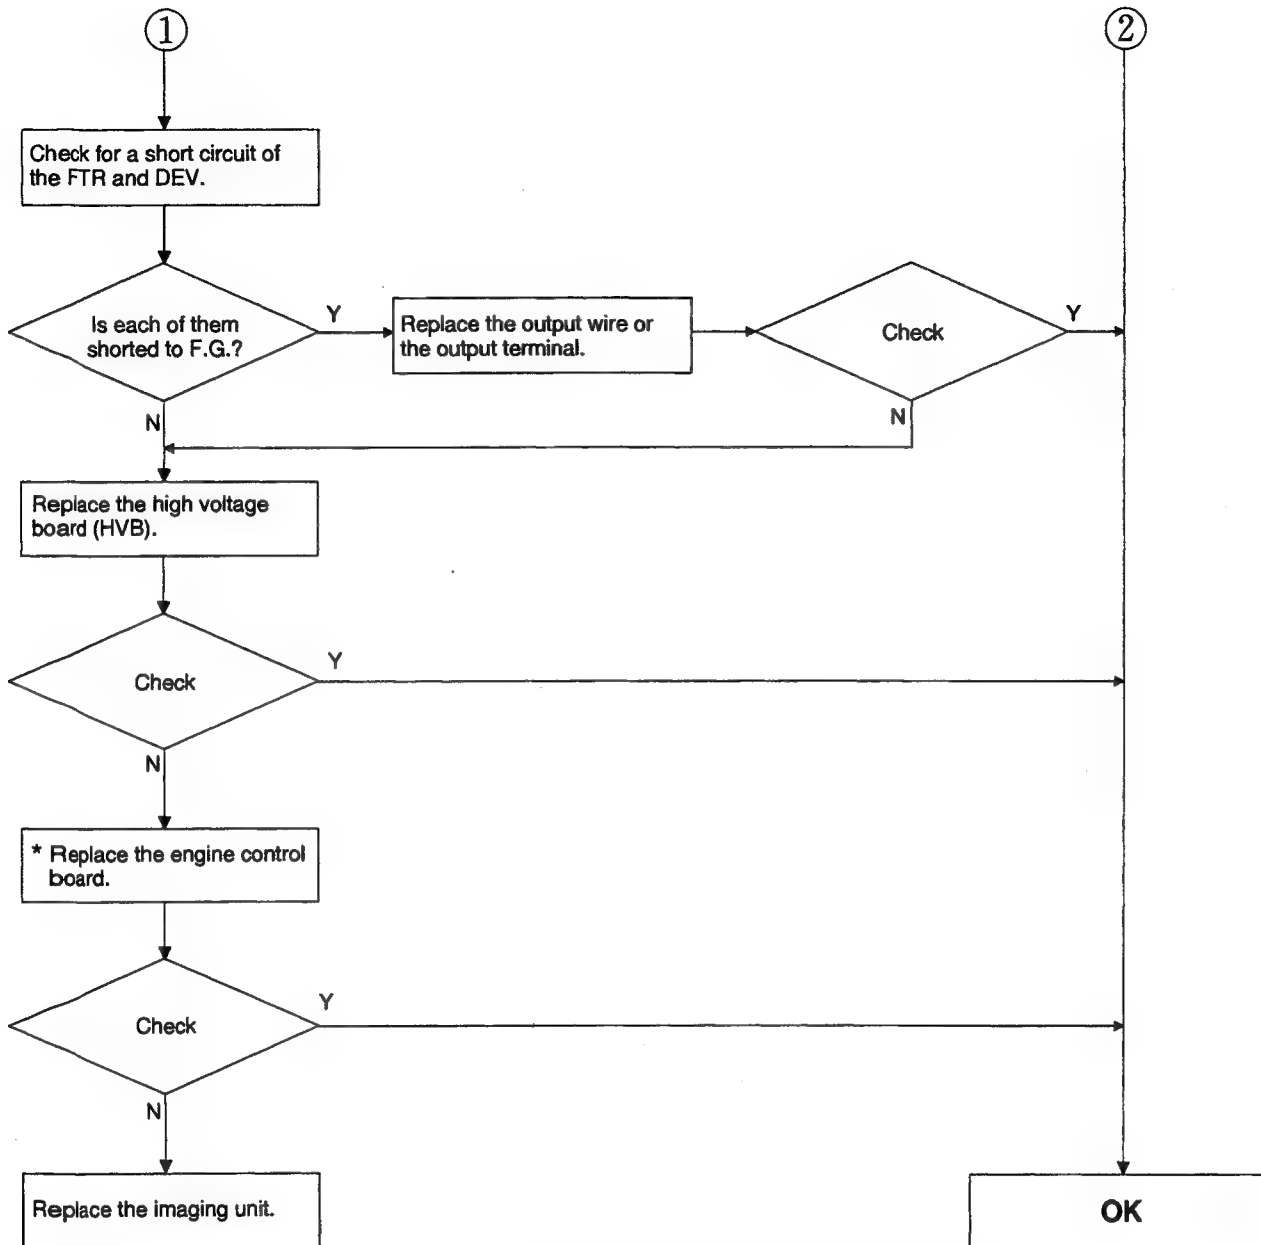 ①
②
Check for a short circuit of
the FTR and DEV.
Is each of them
shorted to F.G.?
Y
Replace the output wire or
the output terminal.
Check
Y
N
N
Replace the high voltage
board (HVB).
Check
Y
N
* Replace the engine control
board.
Check
Y
N
Replace the imaging unit.
OK